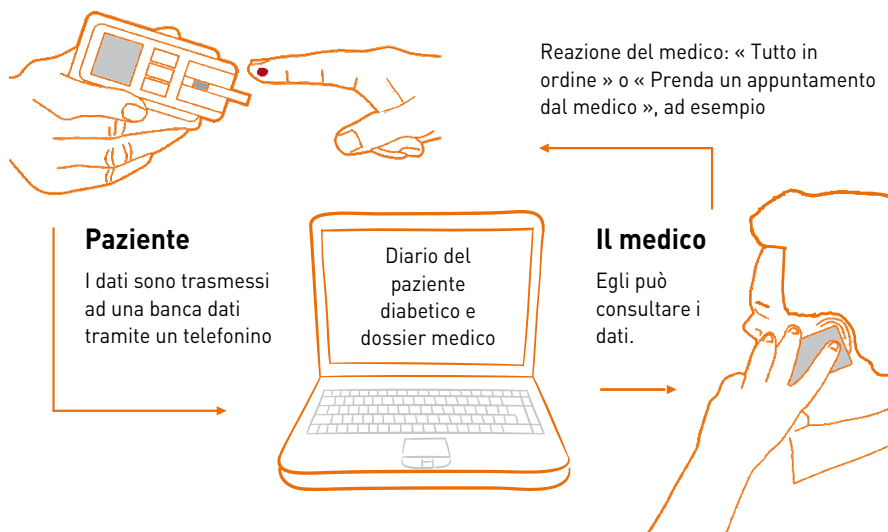 Reazione del medico: « Tutto in
ordine » o « Prenda un appuntamento
dal medico », ad esempio
Paziente
I dati sono trasmessi
ad una banca dati
tramite un telefonino
Diario del
paziente
diabetico e
dossier medico
Il medico
Egli può
consultare i
dati.